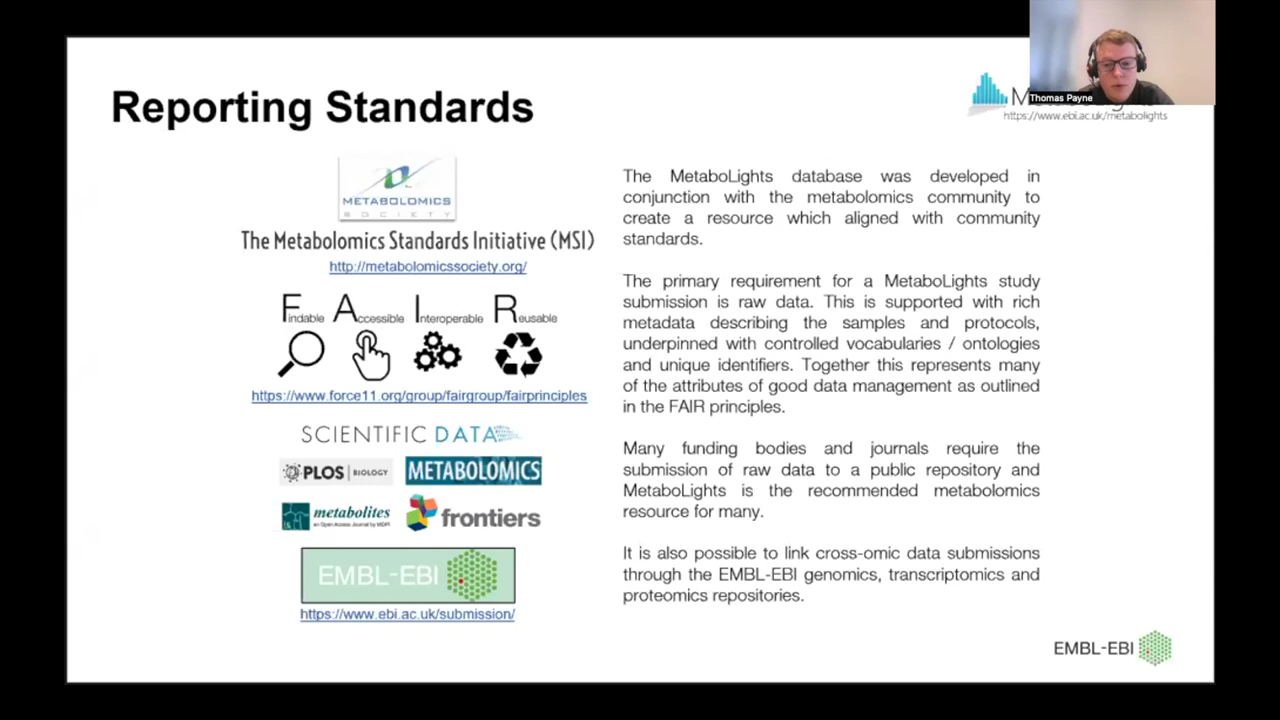 Thomas Payne
Reporting Standards
https://www.ebi.ac.uk/metabolights
METABOLOMICS
SOCIETY
The Metabolomics Standards Initiative (MSI)
http://metabolomicssociety.org/
Findable Accessible Interoperable Reusable
https://www.force11.org/group/fairgroup/fairprinciples
SCIENTIFIC DATA
PLOS BIOLOGY METABOLOMICS
metabolites
an Open Access Journal by MDPI
frontiers
EMBL-EBI
https://www.ebi.ac.uk/submission/
The MetaboLights database was developed in
conjunction with the metabolomics community to
create a resource which aligned with community
standards.
The primary requirement for a MetaboLights study
submission is raw data. This is supported with rich
metadata describing the samples and protocols,
underpinned with controlled vocabularies / ontologies
and unique identifiers. Together this represents many
of the attributes of good data management as outlined
in the FAIR principles.
Many funding bodies and journals require the
submission of raw data to a public repository and
MetaboLights is the recommended metabolomics
resource for many.
It is also possible to link cross-omic data submissions
through the EMBL-EBI genomics, transcriptomics and
proteomics repositories.
EMBL-EBI